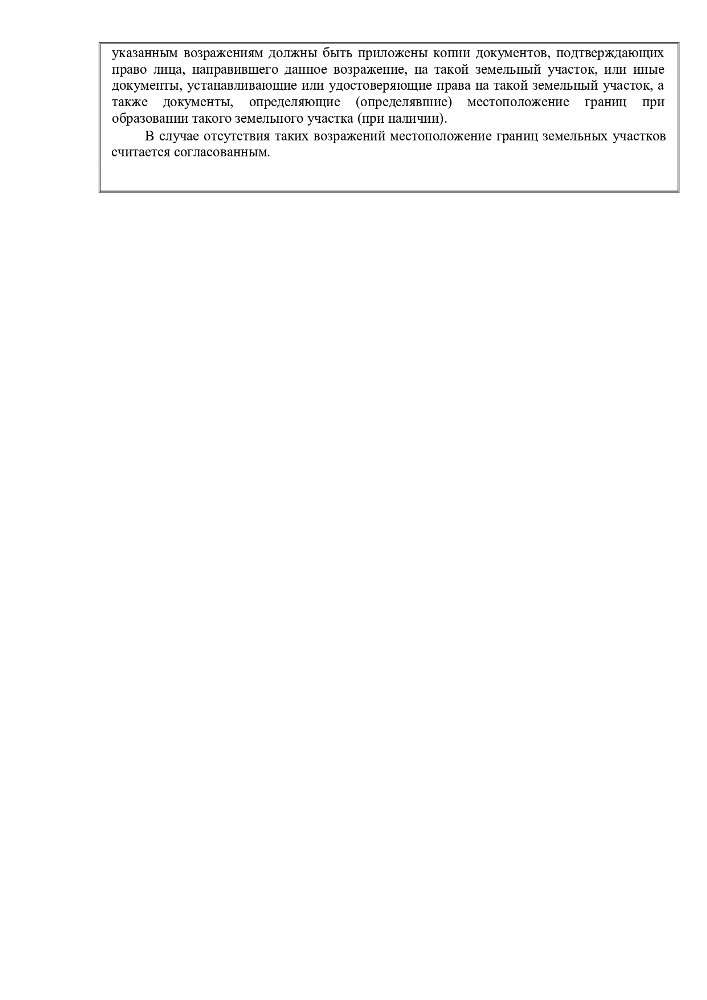 указанным возражениям должны быть приложены копии документов, подтверждающих
право лица, направившего данное возражение, на такой земельный участок, или иные
документы, устанавливающие или удостоверяющие права на такой земельный участок, а
также документы, определяющие (определявшие) местоположение границ при
образовании такого земельного участка (при наличии).
В случае отсутствия таких возражений местоположение границ земельных участков
считается согласованным.